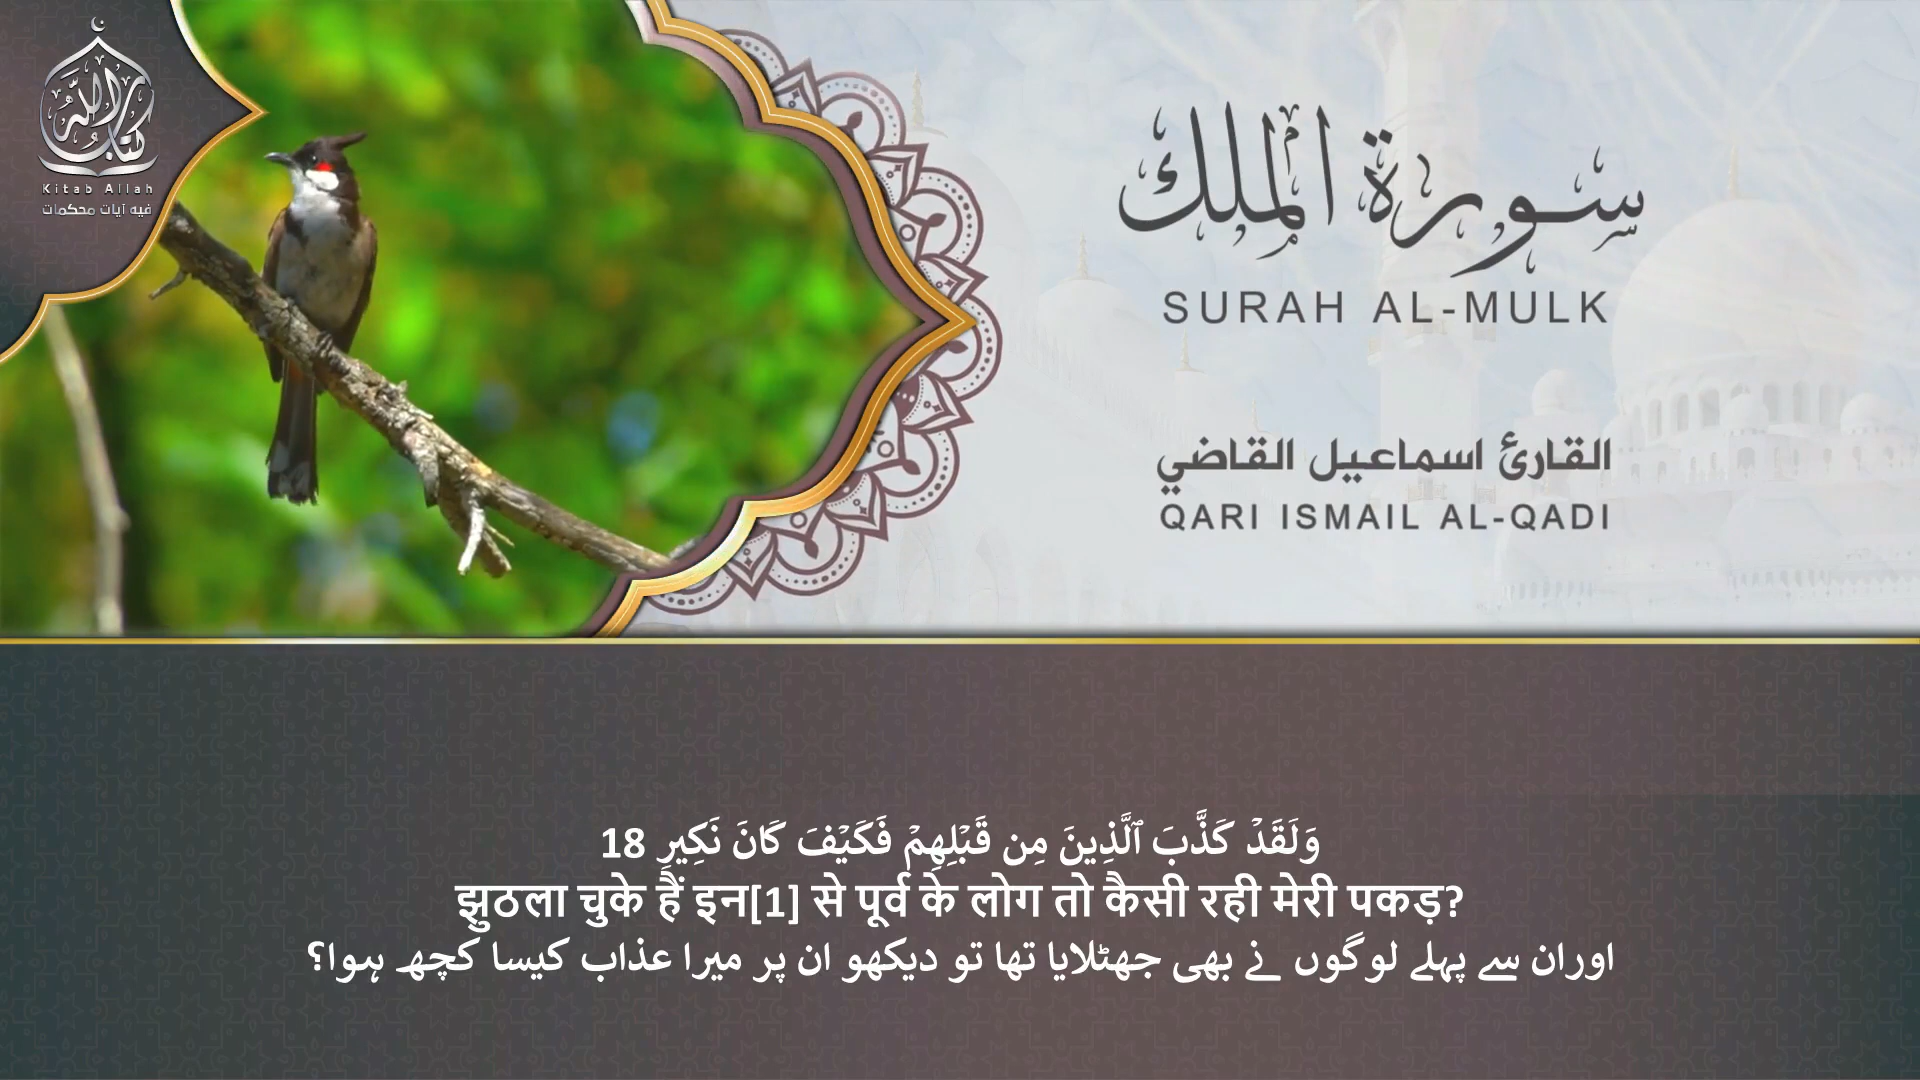 كتاب الله
Kitab Allah
فيه آيات محكمات
سورة الملك
SURAH AL-MULK
القارئ اسماعيل القاضي
QARI ISMAIL AL-QADI
وَلَقَدۡ كَذَّبَ ٱلَّذِينَ مِن قَبۡلِهِمۡ فَكَيۡفَ كَانَ نَكِيرِ 18
झुठला चुके हैं इन[1] से पूर्व के लोग तो कैसी रही मेरी पकड़?
اوران سے پہلے لوگوں نے بھی جھٹلایا تھا تو دیکھو ان پر میرا عذاب کیسا کچھ ہوا؟